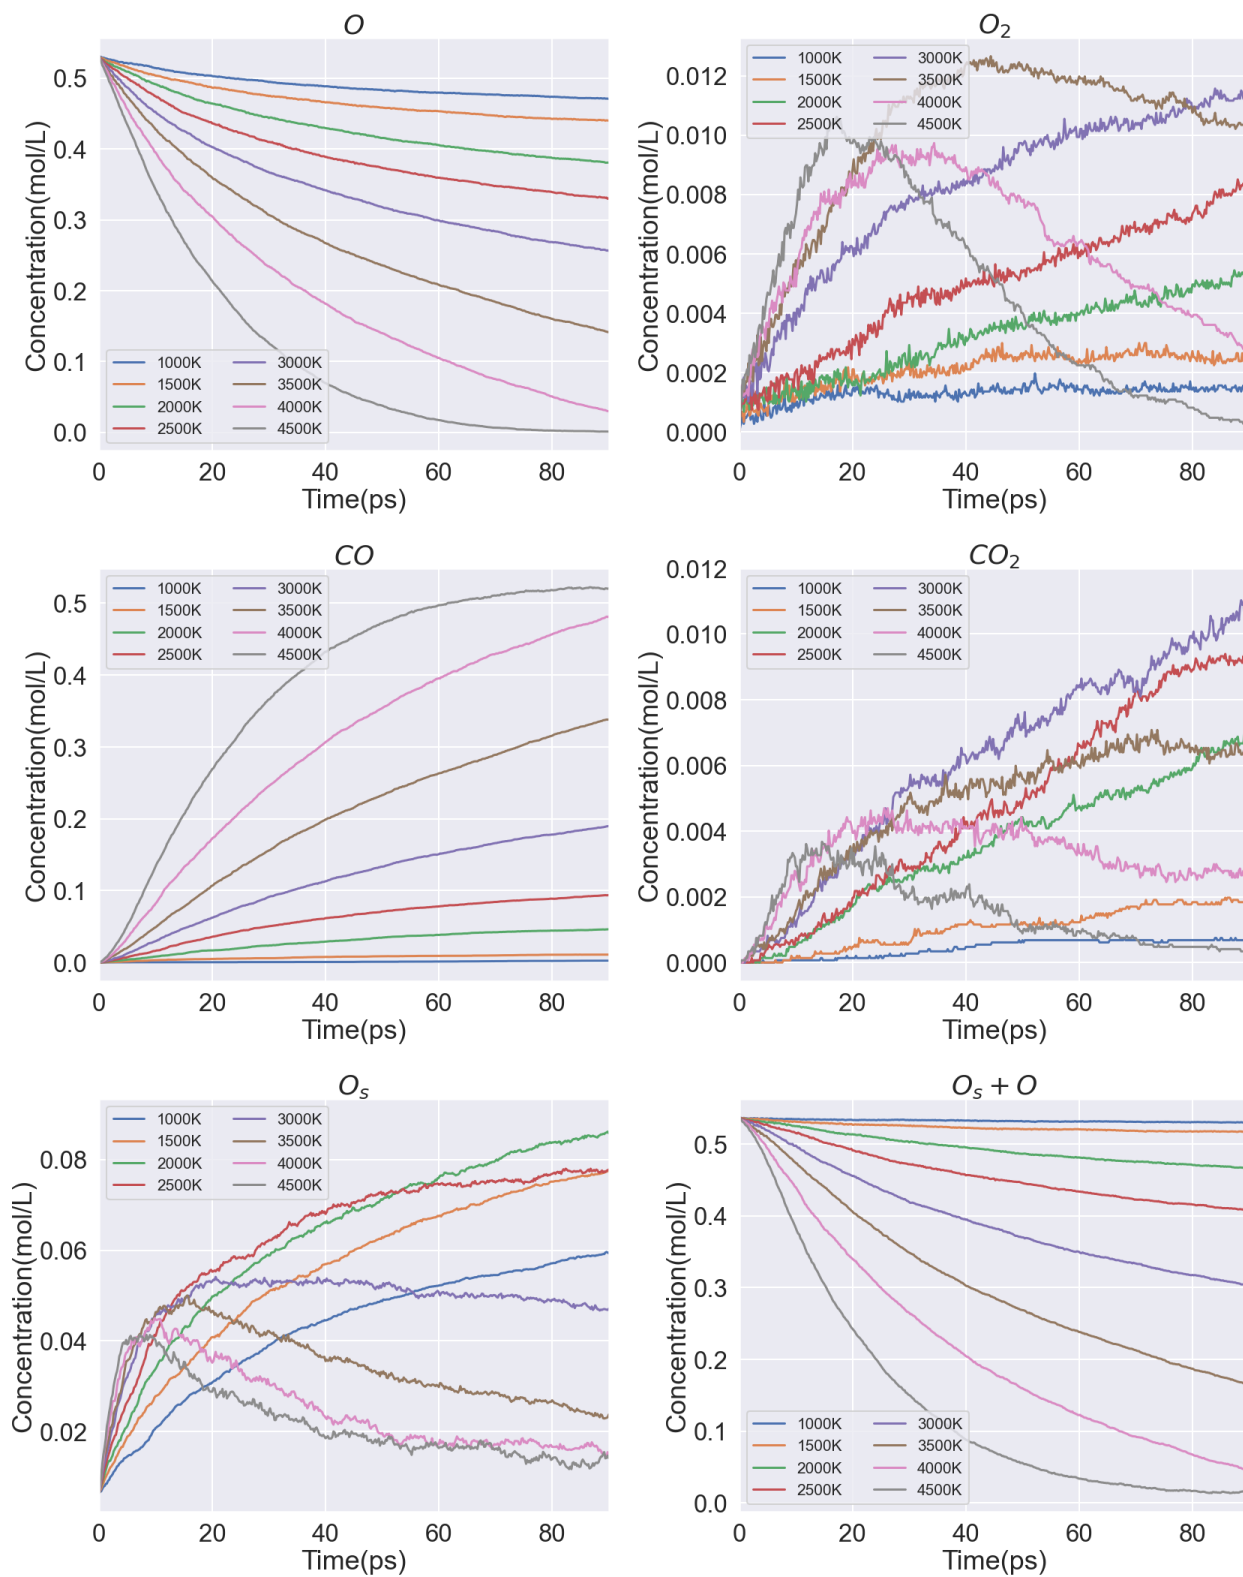 O
Concentration(mol/L)
0.5
0.4
0.3
0.2
0.1
0.0
1000K 3000K
1500K 3500K
2000K 4000K
2500K 4500K
0 20 40 60 80
Time(ps)
O₂
Concentration(mol/L)
0.012
0.010
0.008
0.006
0.004
0.002
0.000
1000K 3000K
1500K 3500K
2000K 4000K
2500K 4500K
0 20 40 60 80
Time(ps)
CO
Concentration(mol/L)
0.5
0.4
0.3
0.2
0.1
0.0
1000K 3000K
1500K 3500K
2000K 4000K
2500K 4500K
0 20 40 60 80
Time(ps)
CO₂
Concentration(mol/L)
0.012
0.010
0.008
0.006
0.004
0.002
0.000
1000K 3000K
1500K 3500K
2000K 4000K
2500K 4500K
0 20 40 60 80
Time(ps)
Oₛ
Concentration(mol/L)
0.08
0.06
0.04
0.02
1000K 3000K
1500K 3500K
2000K 4000K
2500K 4500K
0 20 40 60 80
Time(ps)
Oₛ + O
Concentration(mol/L)
0.5
0.4
0.3
0.2
0.1
0.0
1000K 3000K
1500K 3500K
2000K 4000K
2500K 4500K
0 20 40 60 80
Time(ps)